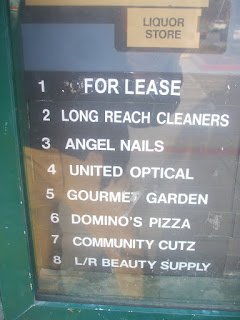 LIQUOR
STORE
1 FOR LEASE
2 LONG REACH CLEANERS
3 ANGEL NAILS
4 UNITED OPTICAL
5 GOURMET GARDEN
6 DOMINO'S PIZZA
7 COMMUNITY CUTZ
8 L/R BEAUTY SUPPLY